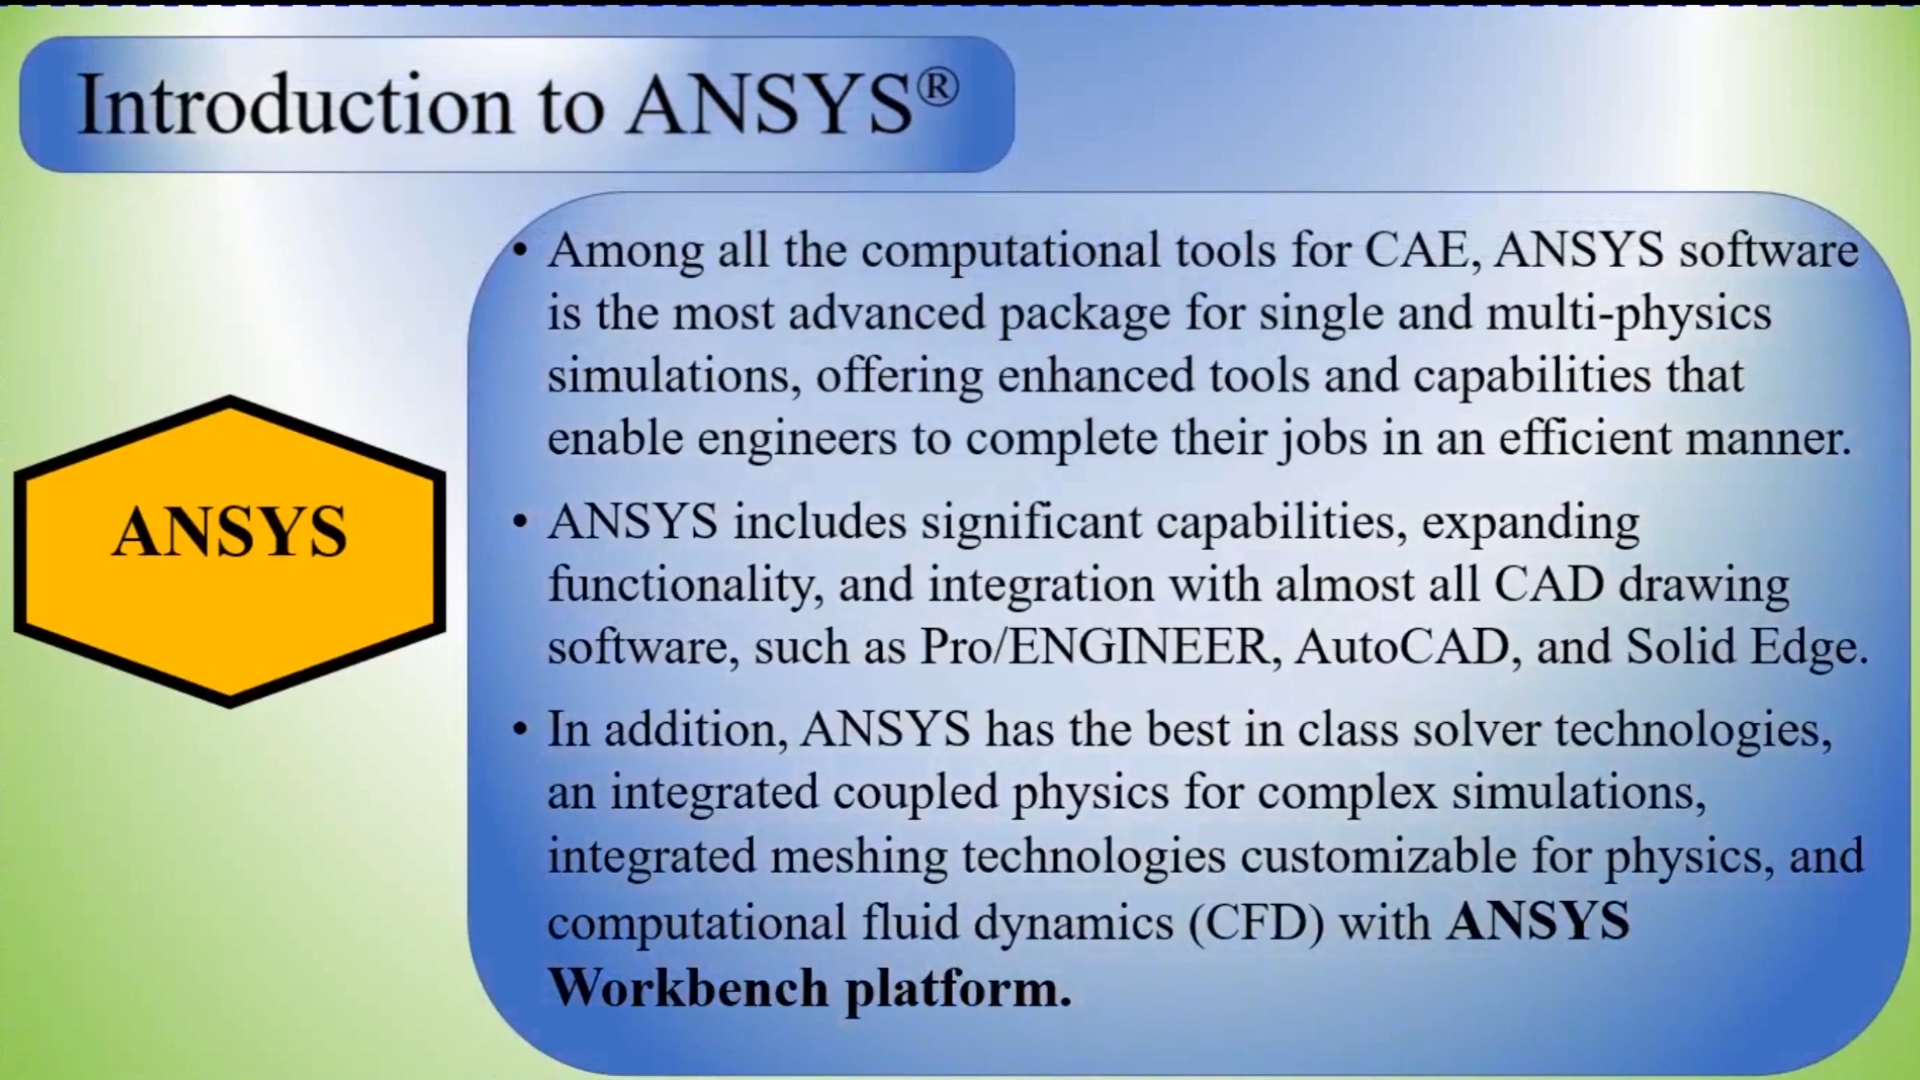 Introduction to ANSYS®
• Among all the computational tools for CAE, ANSYS software
is the most advanced package for single and multi-physics
simulations, offering enhanced tools and capabilities that
enable engineers to complete their jobs in an efficient manner.
ANSYS
• ANSYS includes significant capabilities, expanding
functionality, and integration with almost all CAD drawing
software, such as Pro/ENGINEER, AutoCAD, and Solid Edge.
• In addition, ANSYS has the best in class solver technologies,
an integrated coupled physics for complex simulations,
integrated meshing technologies customizable for physics, and
computational fluid dynamics (CFD) with ANSYS
Workbench platform.